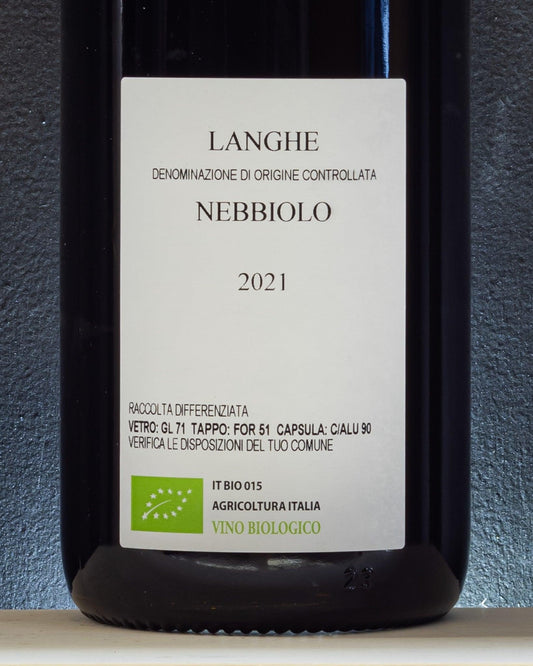 LANGHE
DENOMINAZIONE DI ORIGINE CONTROLLATA
NEBBIOLO
2021
RACCOLTA DIFFERENZIATA
VETRO: GL 71 TAPPO: FOR 51 CAPSULA: C/ALU 90
VERIFICA LE DISPOSIZIONI DEL TUO COMUNE
IT BIO 015
AGRICOLTURA ITALIA
VINO BIOLOGICO
23